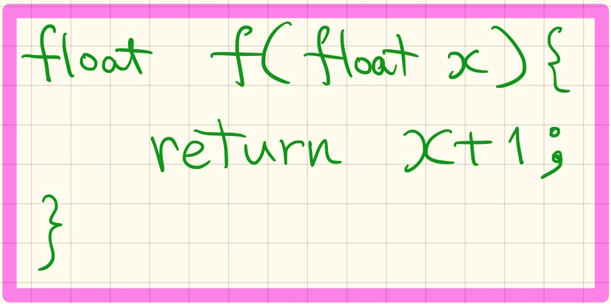 float f(float x){
return x+1;
}